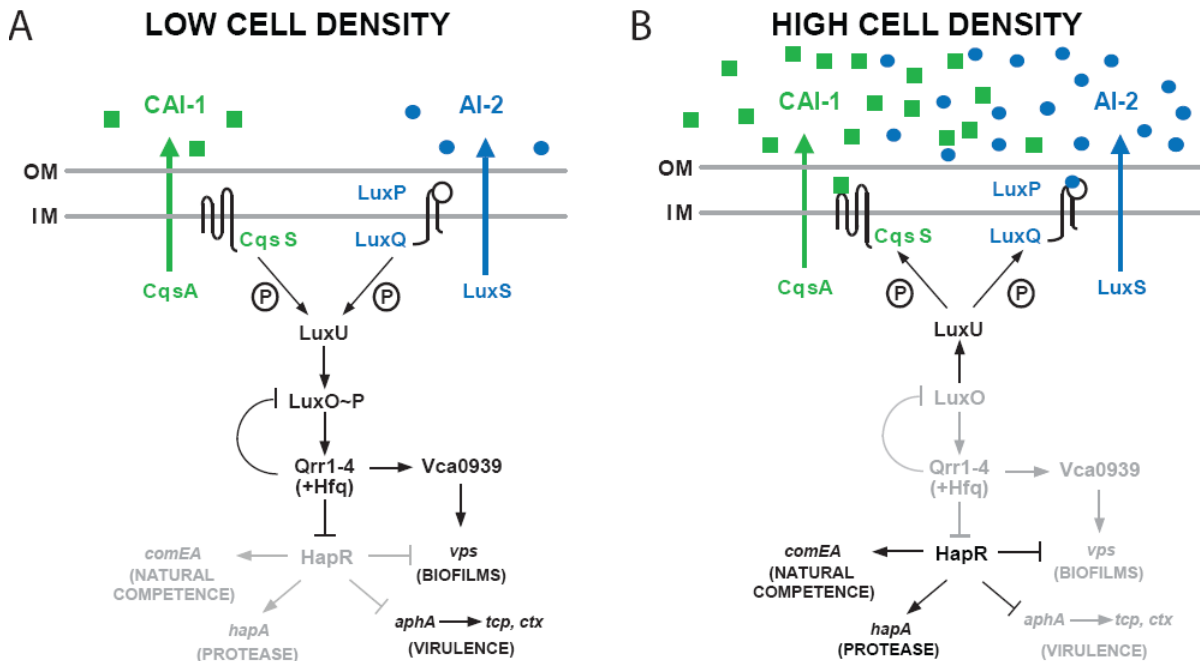 A
LOW CELL DENSITY
CAI-1
AI-2
OM
LuxP
IM
Cqs S
LuxQ
CqsA
P
P
LuxS
LuxU
LuxO~P
Qrr1-4
(+Hfq)
Vca0939
comEA
(NATURAL
COMPETENCE)
HapR
vps
(BIOFILMS)
hapA
(PROTEASE)
aphA
tcp, ctx
(VIRULENCE)
B
HIGH CELL DENSITY
CAI-1
AI-2
OM
LuxP
IM
Cqs S
LuxQ
CqsA
P
P
LuxS
LuxU
LuxO
Qrr1-4
(+Hfq)
Vca0939
comEA
(NATURAL
COMPETENCE)
HapR
vps
(BIOFILMS)
hapA
(PROTEASE)
aphA
tcp, ctx
(VIRULENCE)